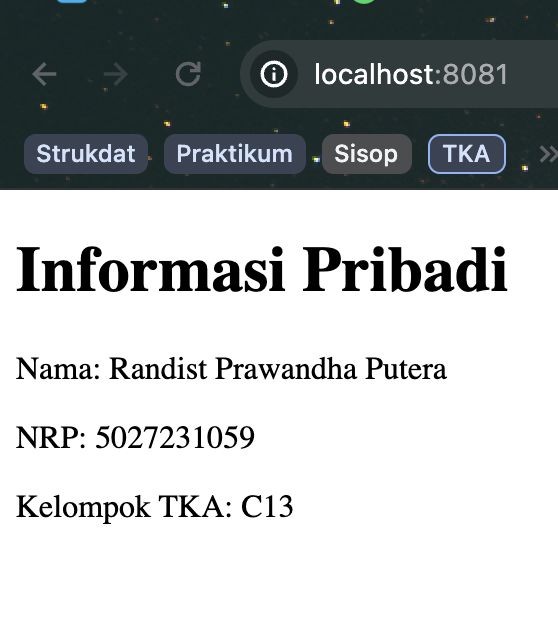 localhost:8081
Strukdat Praktikum Sisop TKA
Informasi Pribadi
Nama: Randist Prawandha Putera
NRP: 5027231059
Kelompok TKA: C13